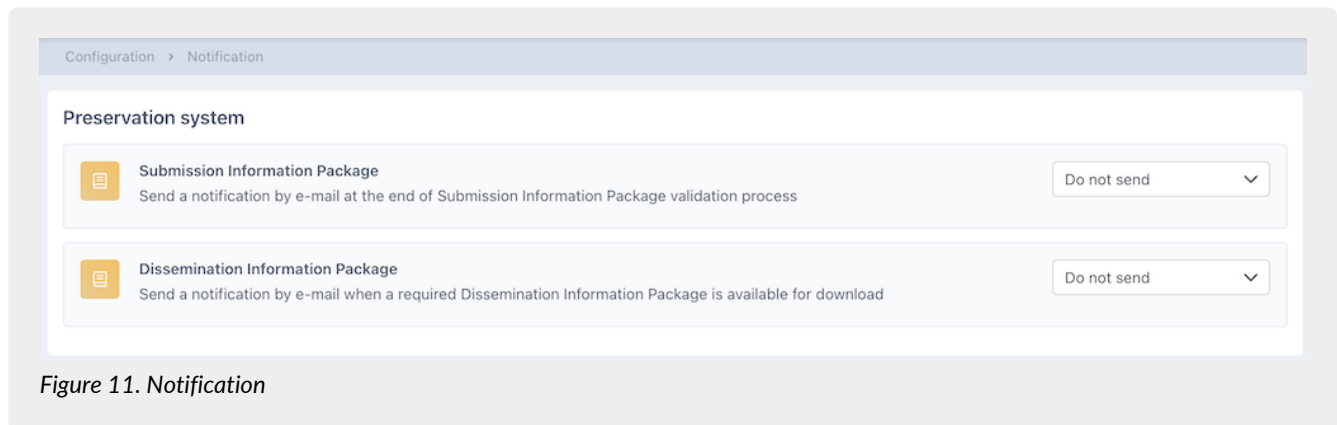 Configuration > Notification
Preservation system
Submission Information Package
Do not send
Send a notification by e-mail at the end of Submission Information Package validation process
Dissemination Information Package
Do not send
Send a notification by e-mail when a required Dissemination Information Package is available for download
Figure 11. Notification